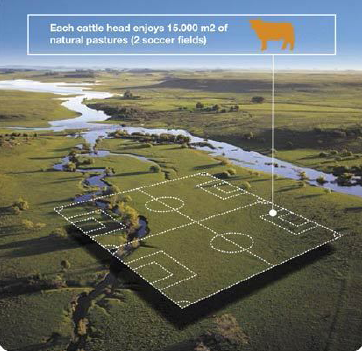 Each cattle head enjoys 15.000 m2 of
natural pastures (2 soccer fields)